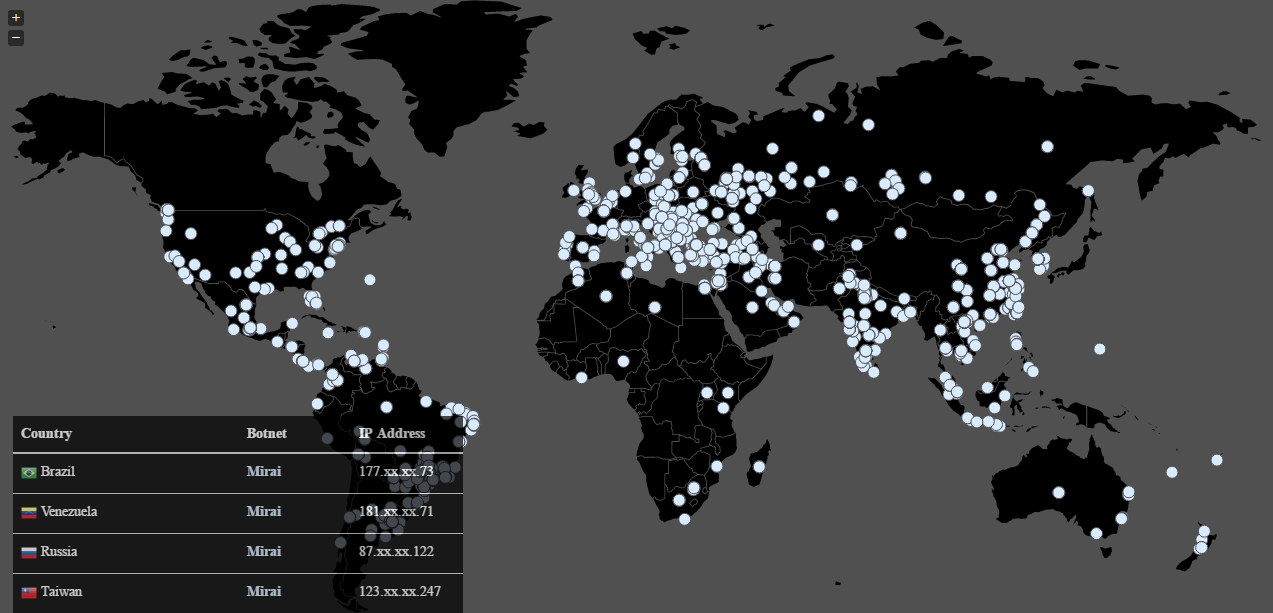 +
−
Country Botnet IP Address
Brazil Mirai 177.xx.xx.73
Venezuela Mirai 181.xx.xx.71
Russia Mirai 87.xx.xx.122
Taiwan Mirai 123.xx.xx.247